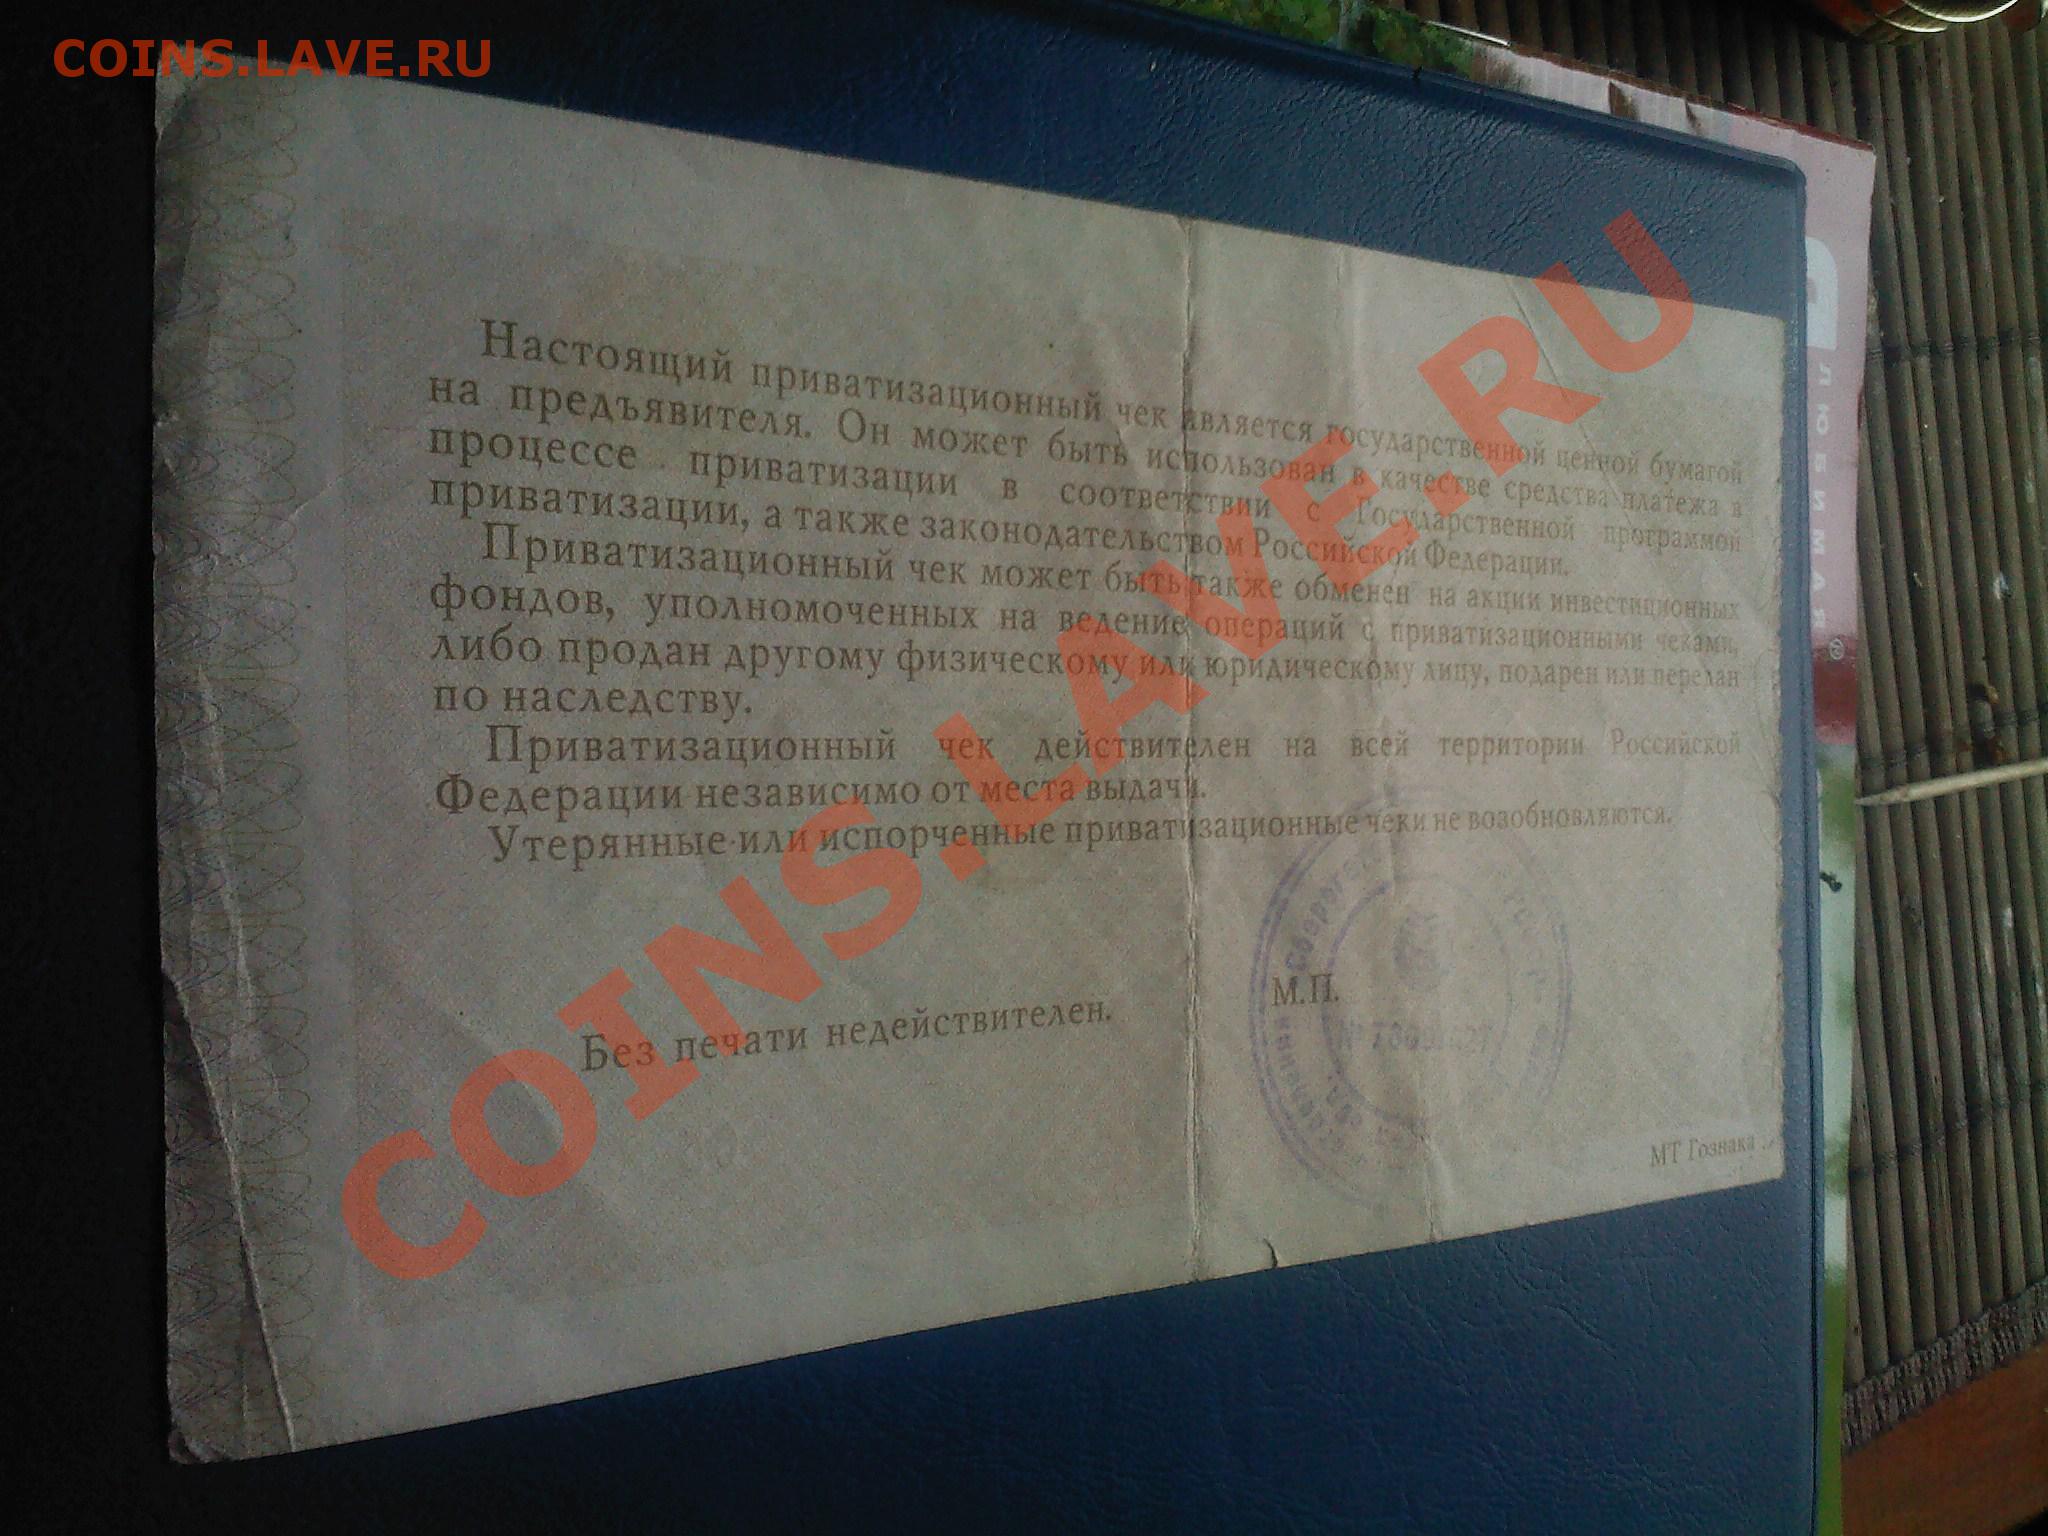 COINS.LAVE.RU
Настоящий приватизационный чек является государственной ценной бумагой
на предъявителя. Он может быть использован в качестве средства платежа в
процессе приватизации в соответствии с Государственной программой
приватизации, а также законодательством Российской Федерации.
Приватизационный чек может быть также обменен на акции инвестиционных
фондов, уполномоченных на ведение операций с приватизационными чеками,
либо продан другому физическому или юридическому лицу, подарен или передан
по наследству.
Приватизационный чек действителен на всей территории Российской
Федерации независимо от места выдачи.
Утерянные или испорченные приватизационные чеки не возобновляются.
М.П.
Без печати недействителен.
МТ Гознака
COINS.LAVE.RU